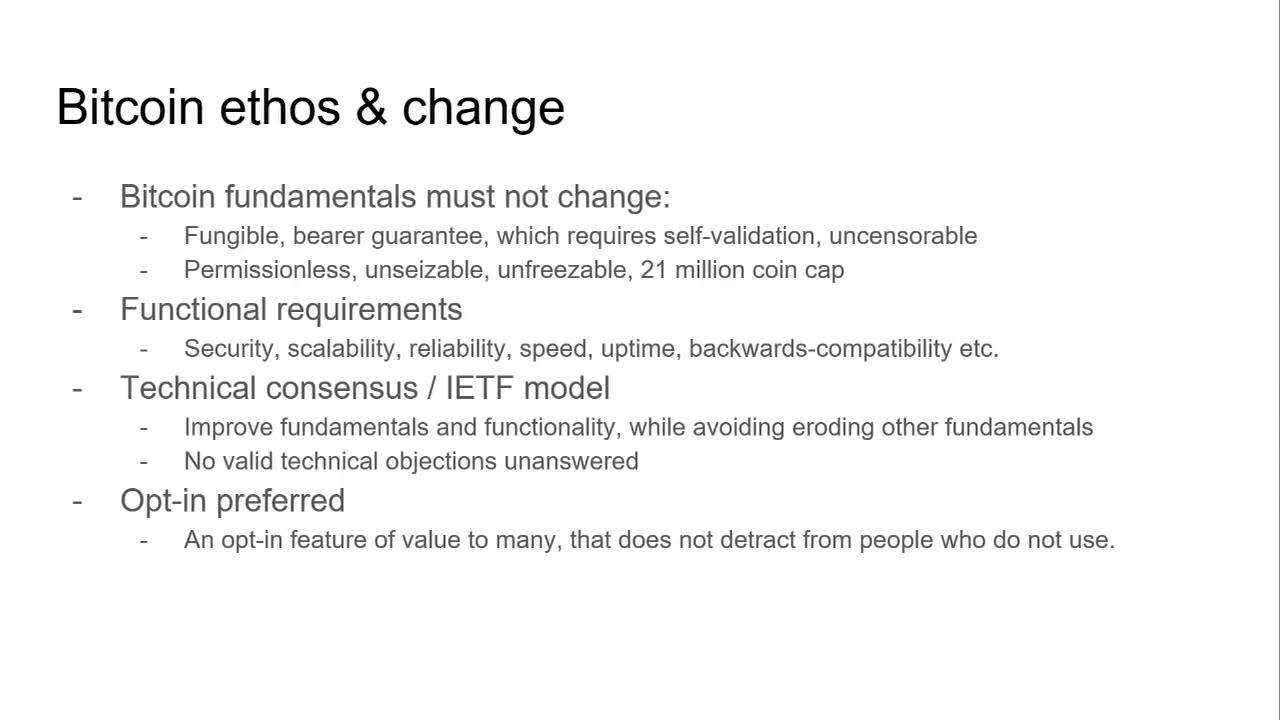 Bitcoin ethos & change
- Bitcoin fundamentals must not change:
- Fungible, bearer guarantee, which requires self-validation, uncensorable
- Permissionless, unseizable, unfreezable, 21 million coin cap
- Functional requirements
- Security, scalability, reliability, speed, uptime, backwards-compatibility etc.
- Technical consensus / IETF model
- Improve fundamentals and functionality, while avoiding eroding other fundamentals
- No valid technical objections unanswered
- Opt-in preferred
- An opt-in feature of value to many, that does not detract from people who do not use.